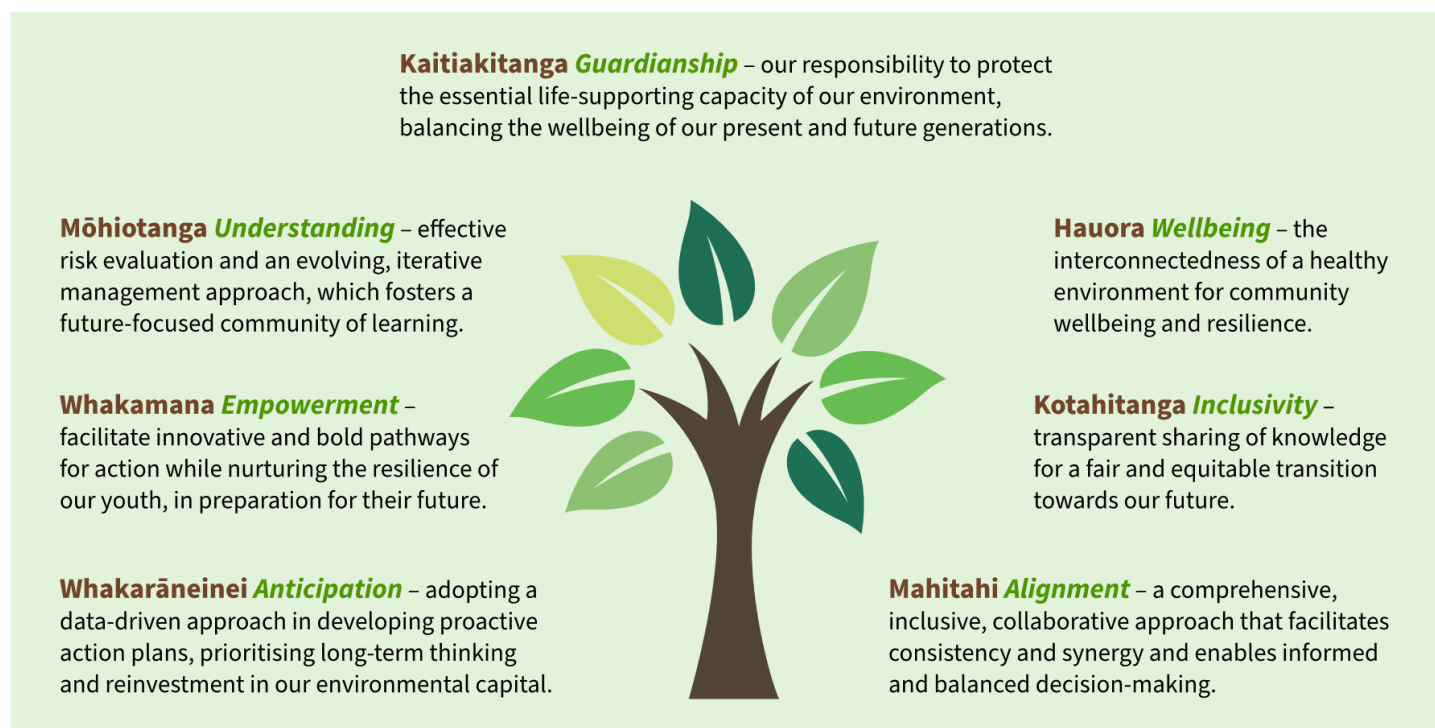 Kaitiakitanga Guardianship – our responsibility to protect
the essential life-supporting capacity of our environment,
balancing the wellbeing of our present and future generations.
Mōhiotanga Understanding – effective
risk evaluation and an evolving, iterative
management approach, which fosters a
future-focused community of learning.
Hauora Wellbeing – the
interconnectedness of a healthy
environment for community
wellbeing and resilience.
Whakamana Empowerment –
facilitate innovative and bold pathways
for action while nurturing the resilience of
our youth, in preparation for their future.
Kotahitanga Inclusivity –
transparent sharing of knowledge
for a fair and equitable transition
towards our future.
Whakarāneinei Anticipation – adopting a
data-driven approach in developing proactive
action plans, prioritising long-term thinking
and reinvestment in our environmental capital.
Mahitahi Alignment – a comprehensive,
inclusive, collaborative approach that facilitates
consistency and synergy and enables informed
and balanced decision-making.